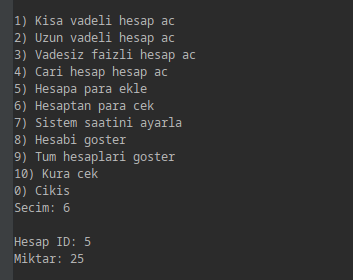 1) Kisa vadeli hesap ac
2) Uzun vadeli hesap ac
3) Vadesiz faizli hesap ac
4) Cari hesap hesap ac
5) Hesapa para ekle
6) Hesaptan para cek
7) Sistem saatini ayarla
8) Hesabi goster
9) Tum hesaplari goster
10) Kura cek
0) Cikis
Secim: 6
Hesap ID: 5
Miktar: 25